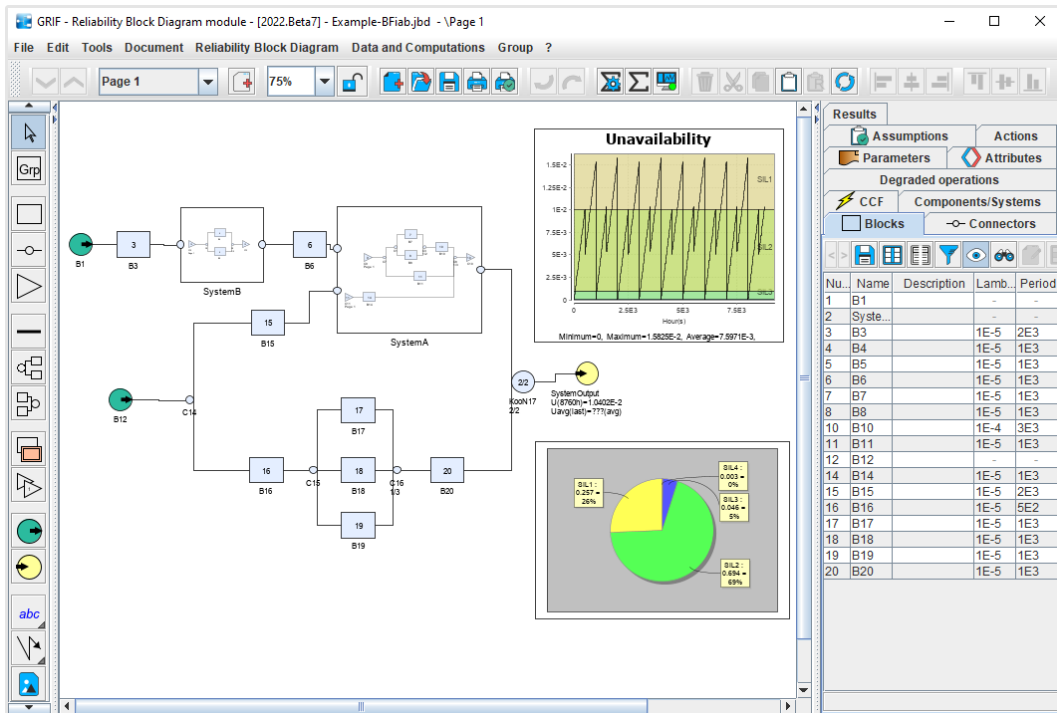 GRIF - Reliability Block Diagram module - [2022.Beta7] - Example-BFiab.jbd - \Page 1
File Edit Tools Document Reliability Block Diagram Data and Computations Group ?
Page 1 75%
Grp
abc
B1
3
B3
SystemB
6
B6
SystemA
15
B15
B12
C14
16
B16
C15
17
B17
18
B18
19
B19
C16
1/3
20
B20
2/2
KooN17
2/2
SystemOutput
U(8760h)=1.0402E-2
Uavg(last)=???(avg)
Unavailability
1.5E-2
1.25E-2
1E-2
7.5E-3
5E-3
2.5E-3
0
SIL1
SIL2
SIL3
0 2.5E3 5E3 7.5E3
Hour(s)
Minimum=0, Maximum=1.5825E-2, Average=7.5971E-3,
SIL4 :
0.003 =
0%
SIL3 :
0.046 =
5%
SIL1 :
0.257 =
26%
SIL2 :
0.694 =
69%
Results
Assumptions Actions
Parameters Attributes
Degraded operations
CCF Components/Systems
Blocks Connectors
Nu... Name Description Lamb... Period
1 B1 - -
2 Syste... - -
3 B3 1E-5 2E3
4 B4 1E-5 1E3
5 B5 1E-5 1E3
6 B6 1E-5 1E3
7 B7 1E-5 1E3
8 B8 1E-5 1E3
10 B10 1E-4 3E3
11 B11 1E-5 1E3
12 B12 - -
14 B14 1E-5 1E3
15 B15 1E-5 2E3
16 B16 1E-5 5E2
17 B17 1E-5 1E3
18 B18 1E-5 1E3
19 B19 1E-5 1E3
20 B20 1E-5 1E3